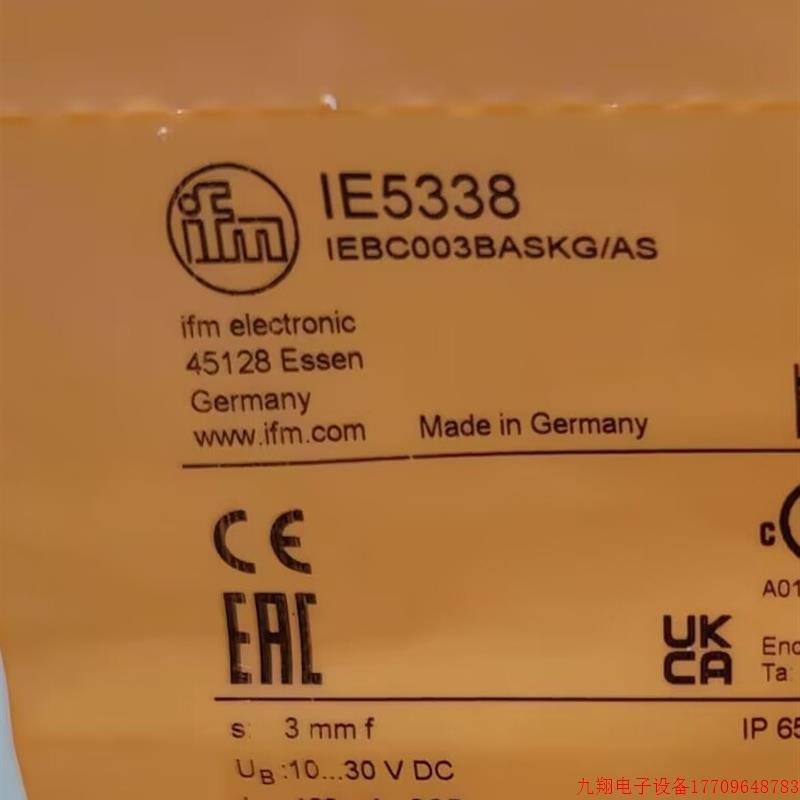 ifm
IE5338
IEBC003BASKG/AS
ifm electronic
45128 Essen
Germany
www.ifm.com
Made in Germany
CE
c
A01
EAC
UK
CA
Ta:
s: 3 mm f
IP 65
UB :10...30 V DC
九翔电子设备17709648783